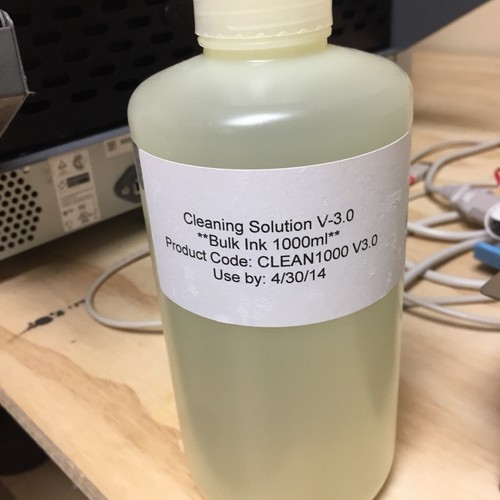 Cleaning Solution V-3.0
**Bulk Ink 1000ml**
Product Code: CLEAN1000 V3.0
Use by: 4/30/14